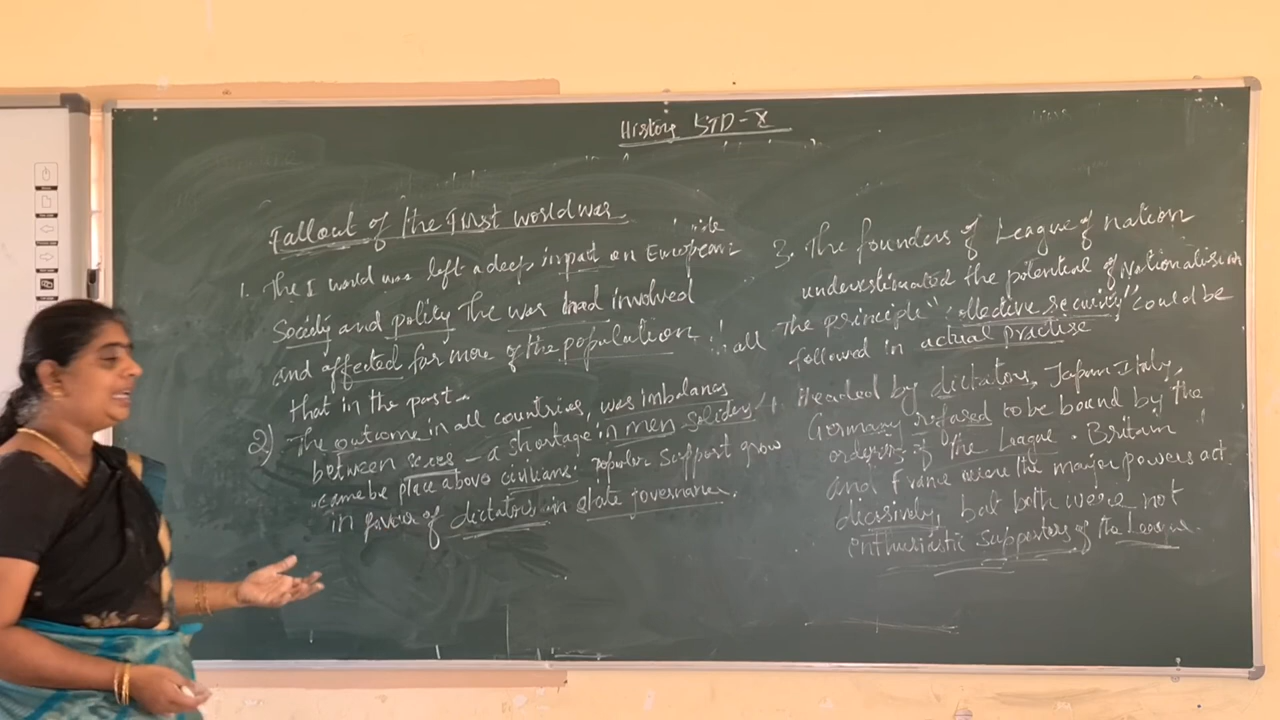 History STD-X
Fallout of the First world war
1. The I world was left a deep impact on European
Society and polity The was had involved
and affected far more of the population
that in the past.
2) The outcome in all countries, was imbalances
between sexes - a shortage in men Soliders
came be place above civilians. popular support grow
in favour of dictators in state governance.
3. The founders of League of nation
underestimated the potential of Nationalism
all The principle "collective security" could be
followed in actual practise
Headed by dictators, Japan Italy,
Germany refused to be bound by the
orders of the League. Britain
and France were the major powers act
dicisively, but both were not
enthusiastic supporters of the League.